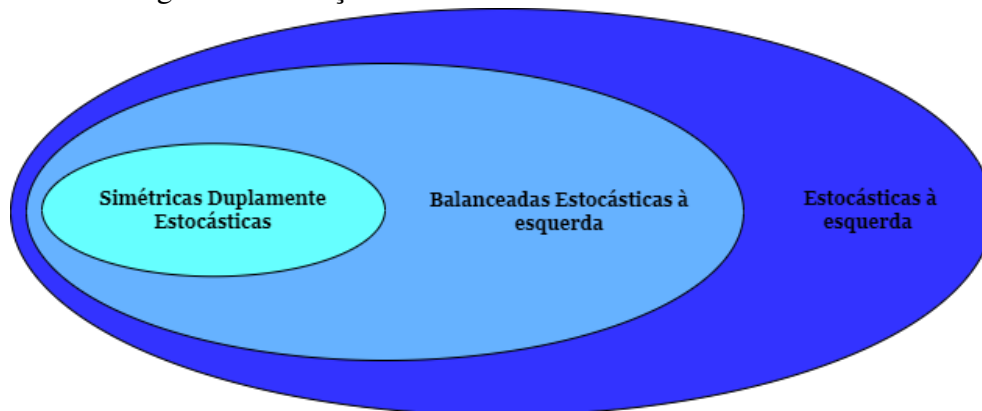 Simétricas Duplamente
Estocásticas
Balanceadas Estocásticas à
esquerda
Estocásticas à
esquerda